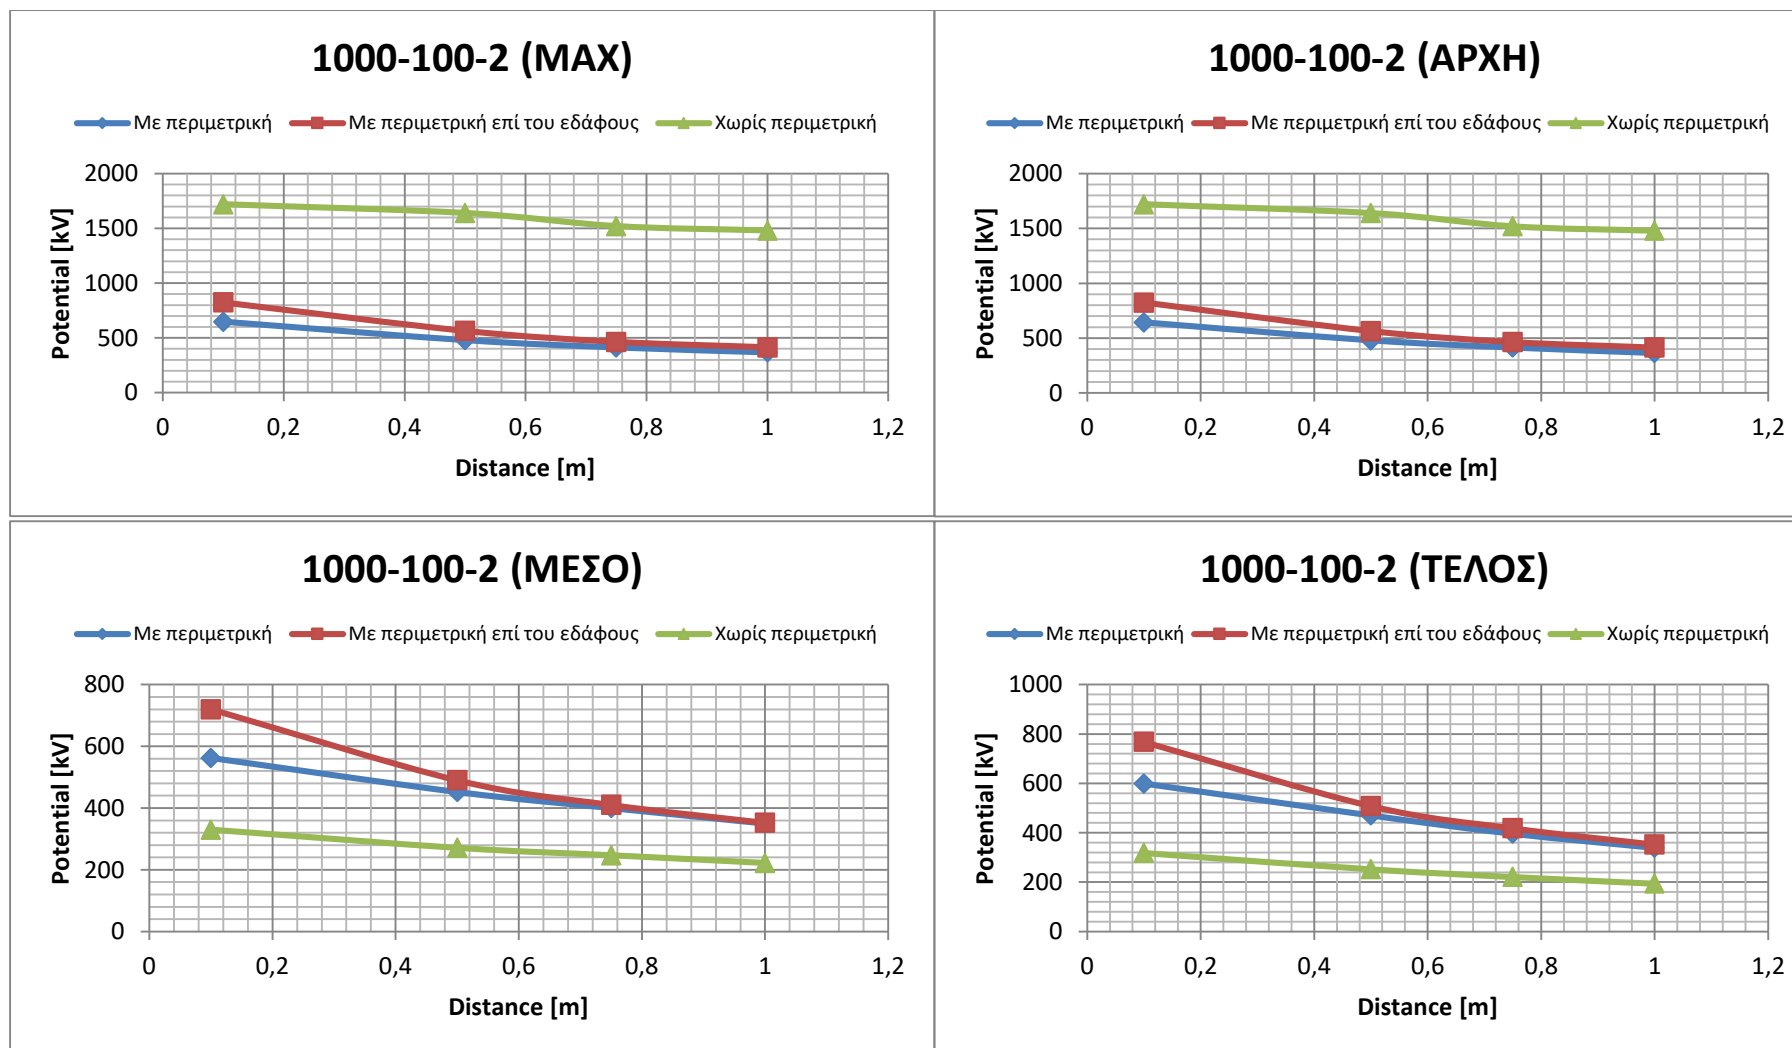 1000-100-2 (MAX)
Με περιμετρική Με περιμετρική επί του εδάφους Χωρίς περιμετρική
2000
1500
1000
500
0
0 0,2 0,4 0,6 0,8 1 1,2
Potential [kV]
Distance [m]
1000-100-2 (ΑΡΧΗ)
Με περιμετρική Με περιμετρική επί του εδάφους Χωρίς περιμετρική
2000
1500
1000
500
0
0 0,2 0,4 0,6 0,8 1 1,2
Potential [kV]
Distance [m]
1000-100-2 (ΜΕΣΟ)
Με περιμετρική Με περιμετρική επί του εδάφους Χωρίς περιμετρική
800
600
400
200
0
0 0,2 0,4 0,6 0,8 1 1,2
Potential [kV]
Distance [m]
1000-100-2 (ΤΕΛΟΣ)
Με περιμετρική Με περιμετρική επί του εδάφους Χωρίς περιμετρική
1000
800
600
400
200
0
0 0,2 0,4 0,6 0,8 1 1,2
Potential [kV]
Distance [m]